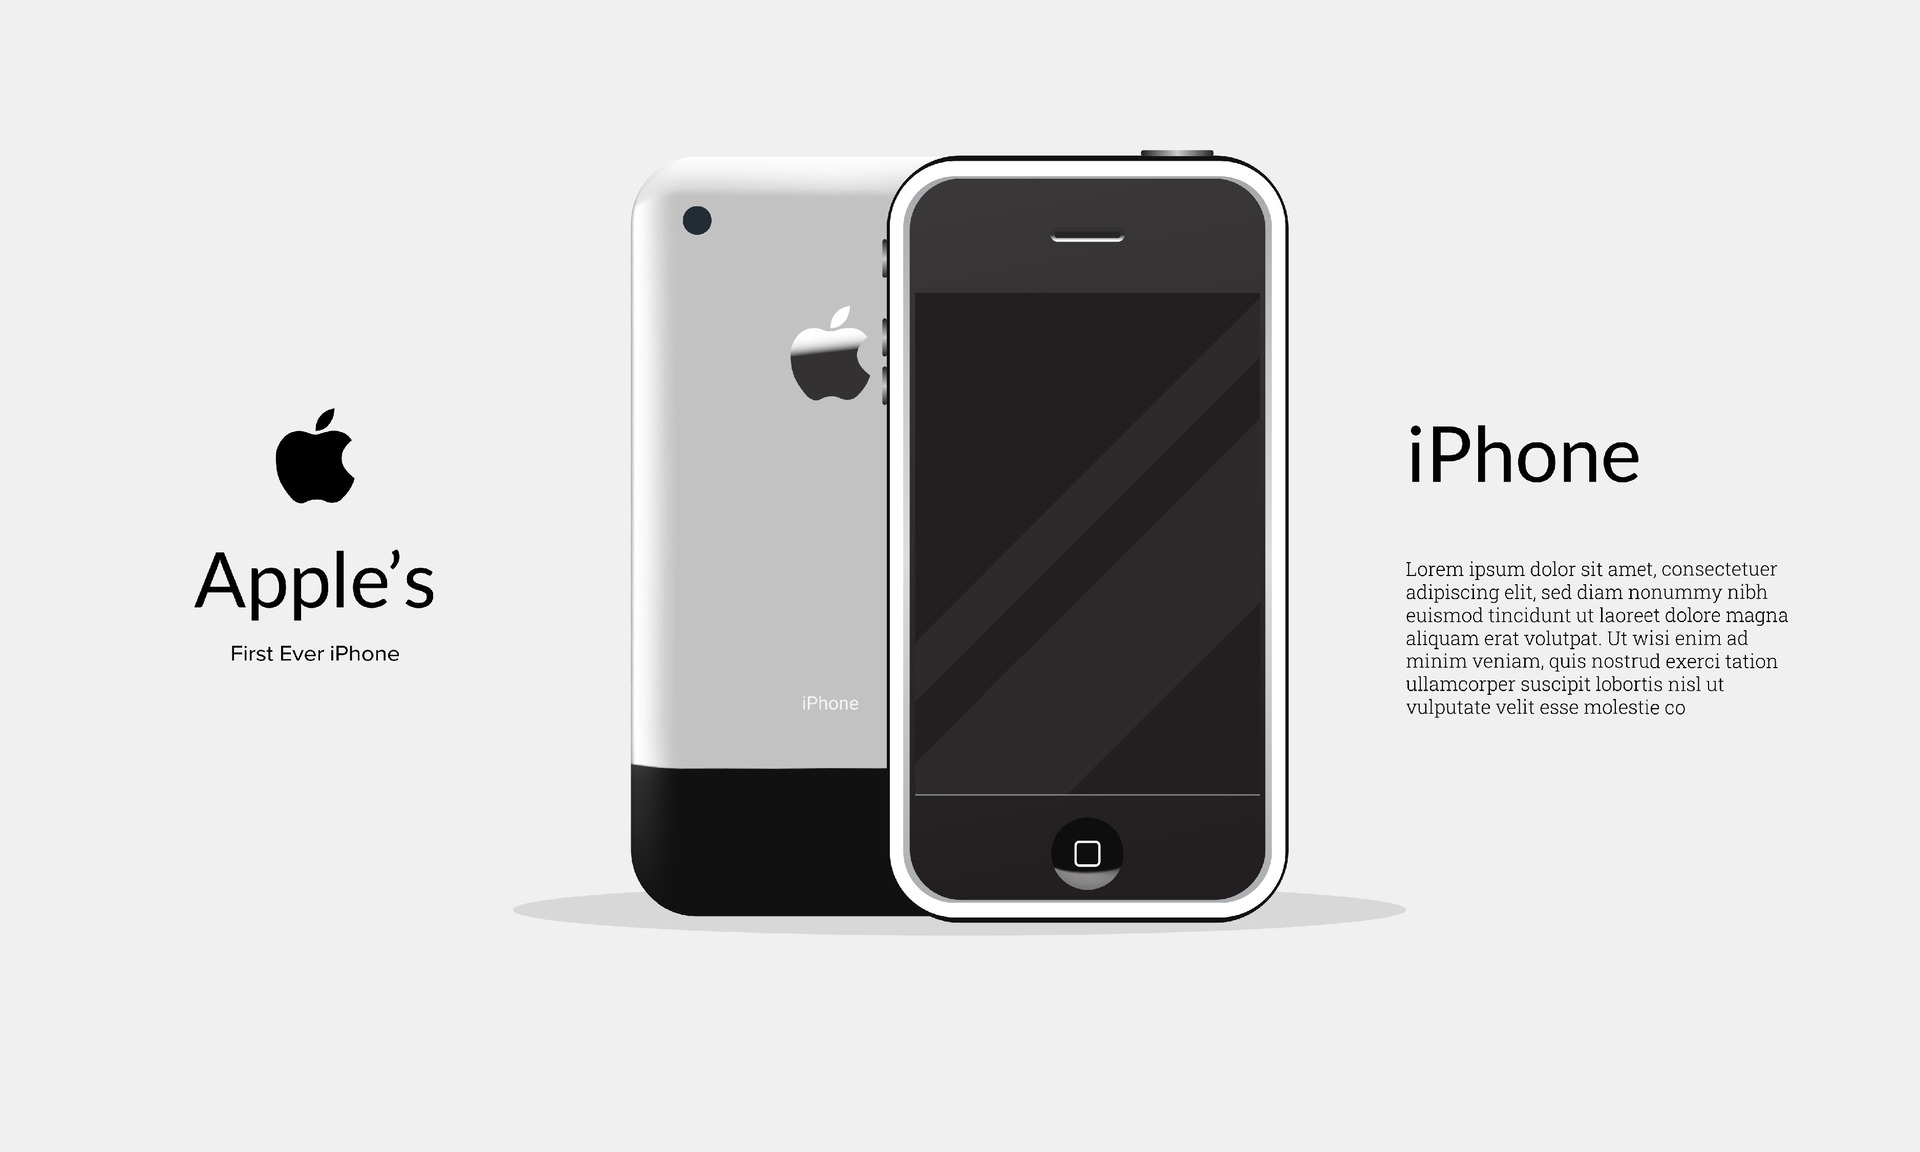 Apple’s
First Ever iPhone
iPhone
iPhone
Lorem ipsum dolor sit amet, consectetuer
adipiscing elit, sed diam nonummy nibh
euismod tincidunt ut laoreet dolore magna
aliquam erat volutpat. Ut wisi enim ad
minim veniam, quis nostrud exerci tation
ullamcorper suscipit lobortis nisl ut
vulputate velit esse molestie co